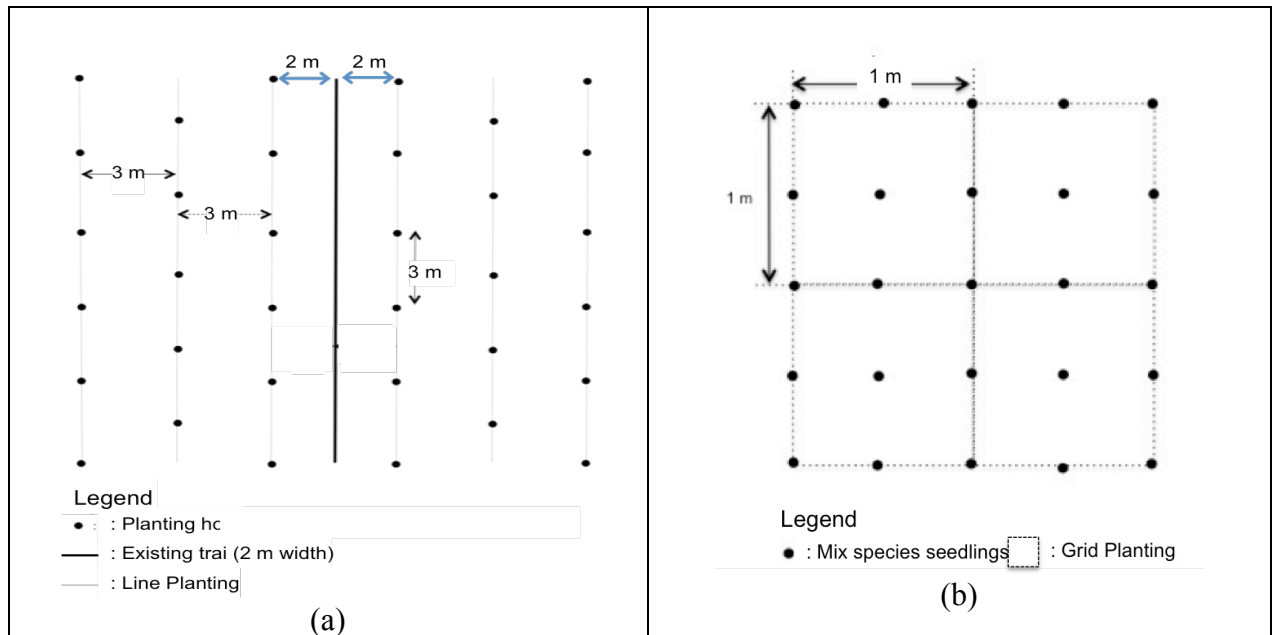 2 m 2 m
3 m
3 m
3 m
Legend
: Planting hc
: Existing trai (2 m width)
: Line Planting
(a)
1 m
1 m
Legend
: Mix species seedlings : Grid Planting
(b)